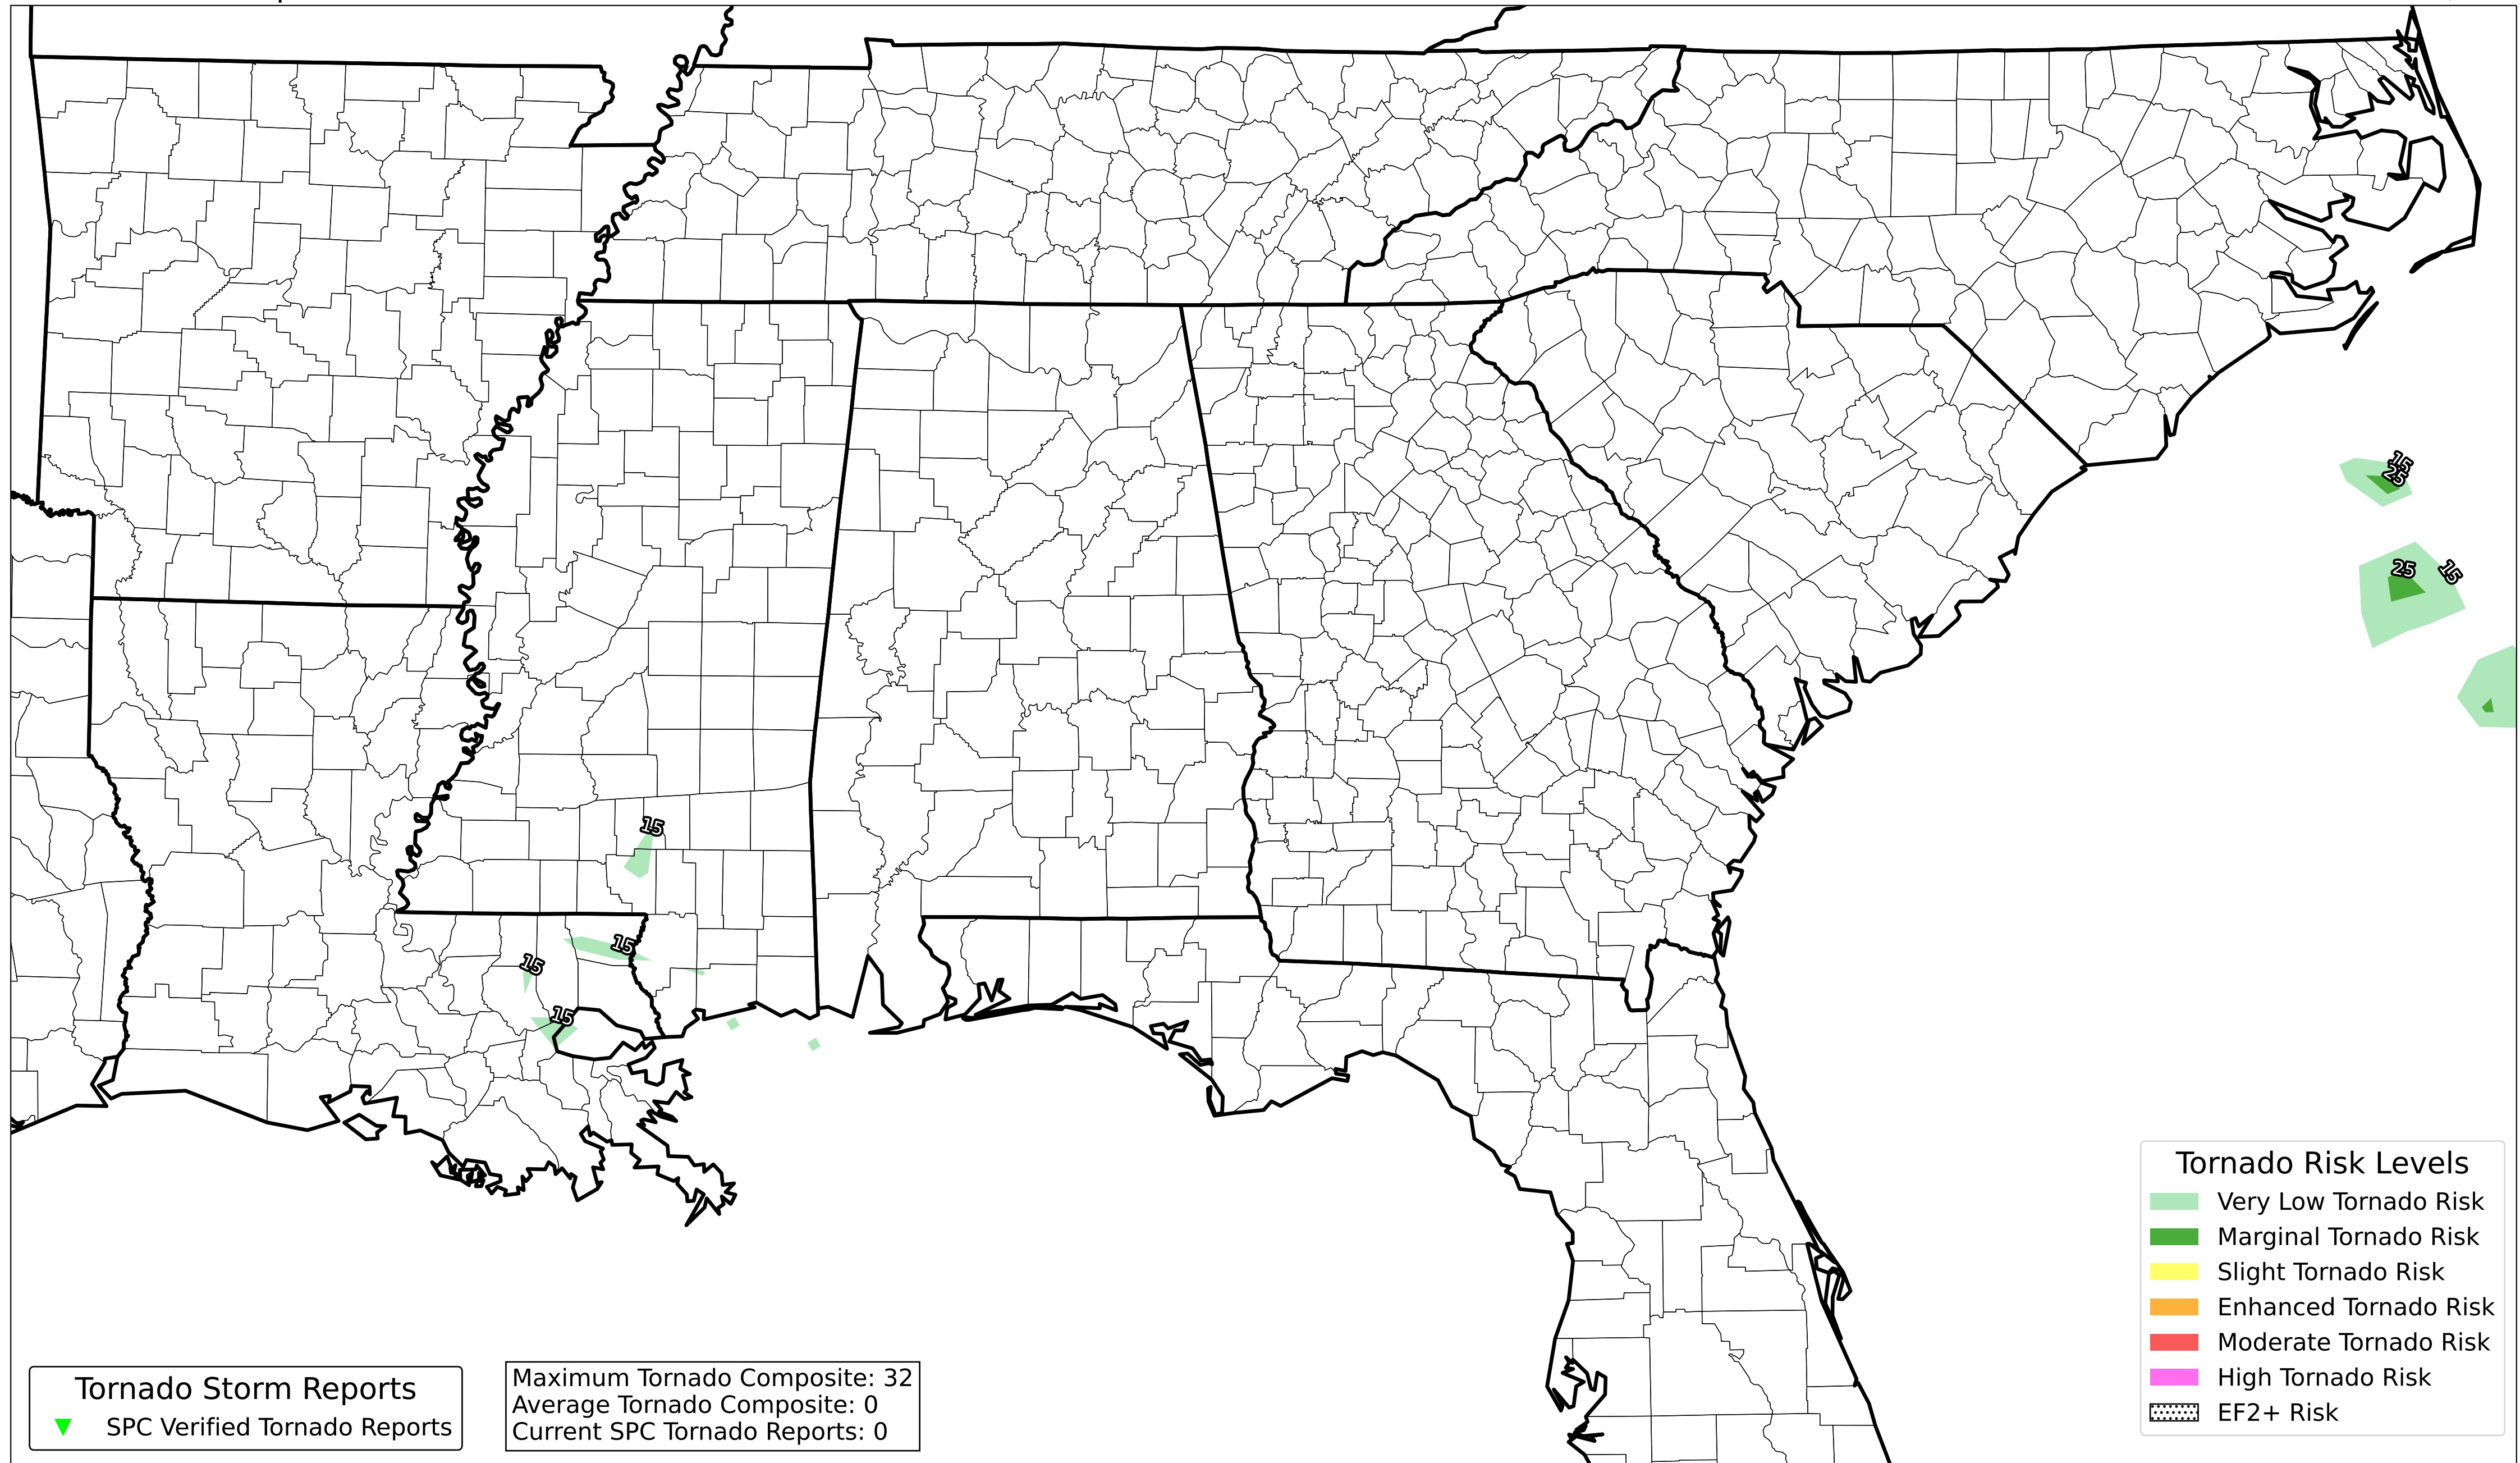 15
25
25
15
15
15
15
15
Tornado Risk Levels
Very Low Tornado Risk
Marginal Tornado Risk
Slight Tornado Risk
Enhanced Tornado Risk
Moderate Tornado Risk
High Tornado Risk
EF2+ Risk
Tornado Storm Reports
SPC Verified Tornado Reports
Maximum Tornado Composite: 32
Average Tornado Composite: 0
Current SPC Tornado Reports: 0